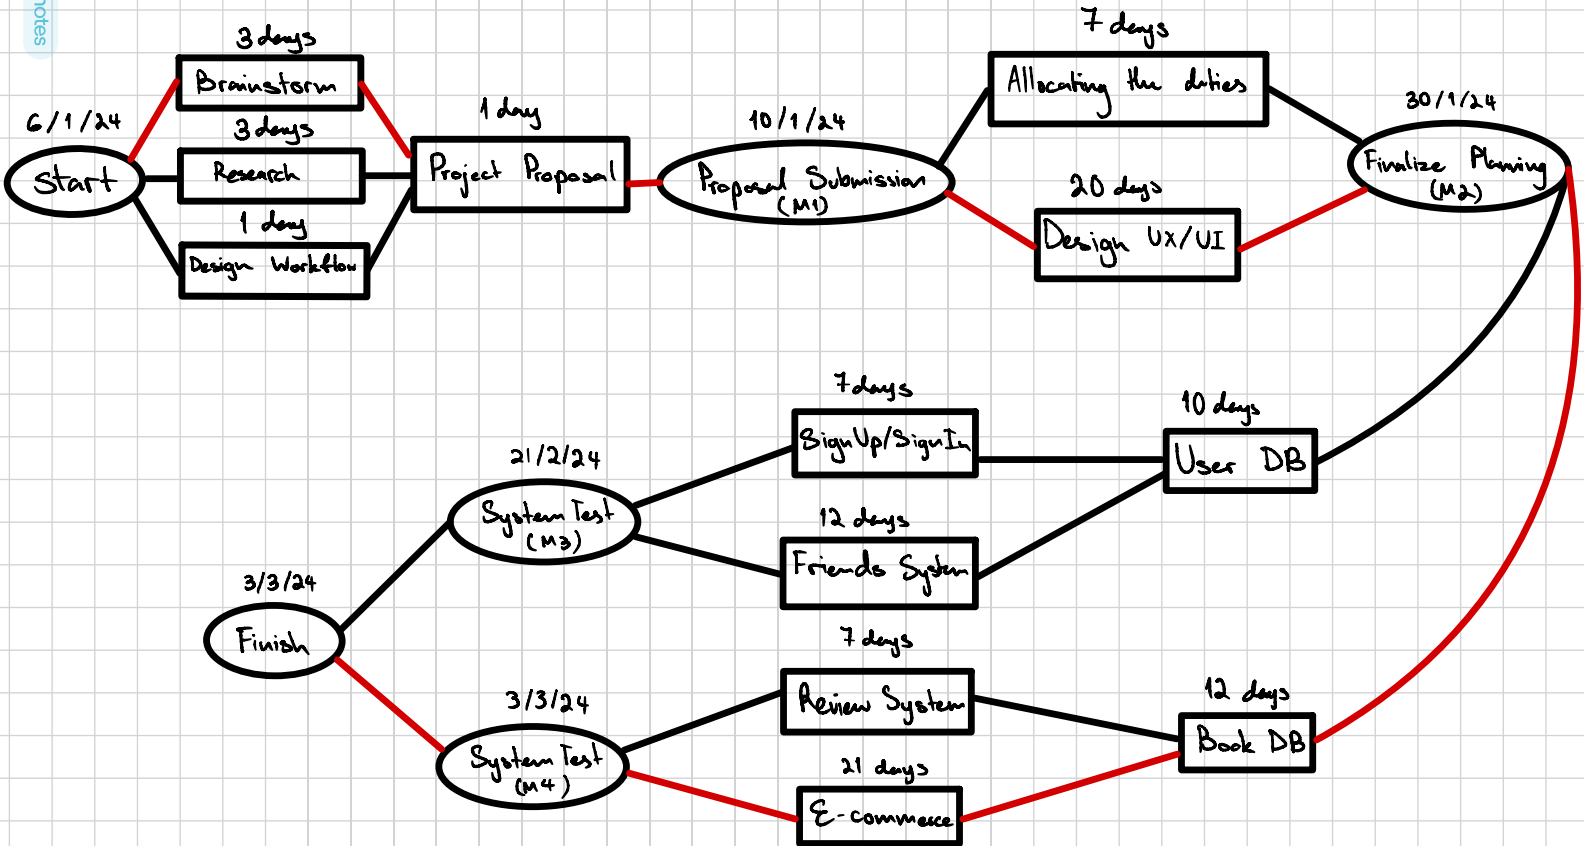 notes
3 days
Brainstorm
6/1/24
Start
3 days
Research
1 day
Design Workflow
1 day
Project Proposal
10/1/24
Proposal Submission
(M1)
7 days
Allocating the duties
20 days
Design UX/UI
30/1/24
Finalize Planning
(M2)
7 days
SignUp/SignIn
10 days
User DB
21/2/24
System Test
(M3)
12 days
Friends System
3/3/24
Finish
7 days
Review System
12 days
Book DB
3/3/24
System Test
(M4)
21 days
E-commerce